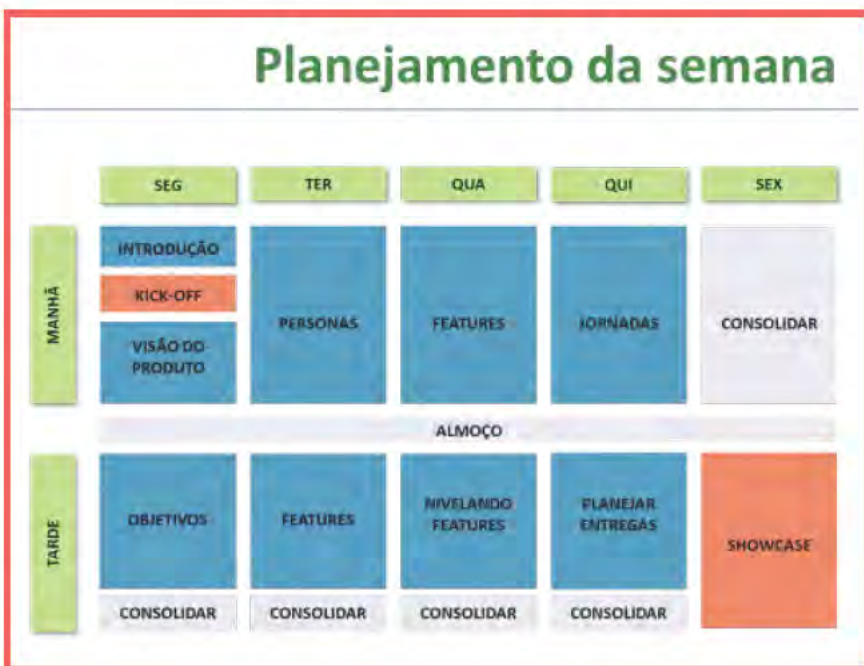 Planejamento da semana
SEG TER QUA QUI SEX
MANHÃ
INTRODUÇÃO
KICK-OFF
VISÃO DO
PRODUTO
PERSONAS
FEATURES
JORNADAS
CONSOLIDAR
ALMOÇO
TARDE
OBJETIVOS
FEATURES
NIVELANDO
FEATURES
PLANEJAR
ENTREGAS
SHOWCASE
CONSOLIDAR CONSOLIDAR CONSOLIDAR CONSOLIDAR